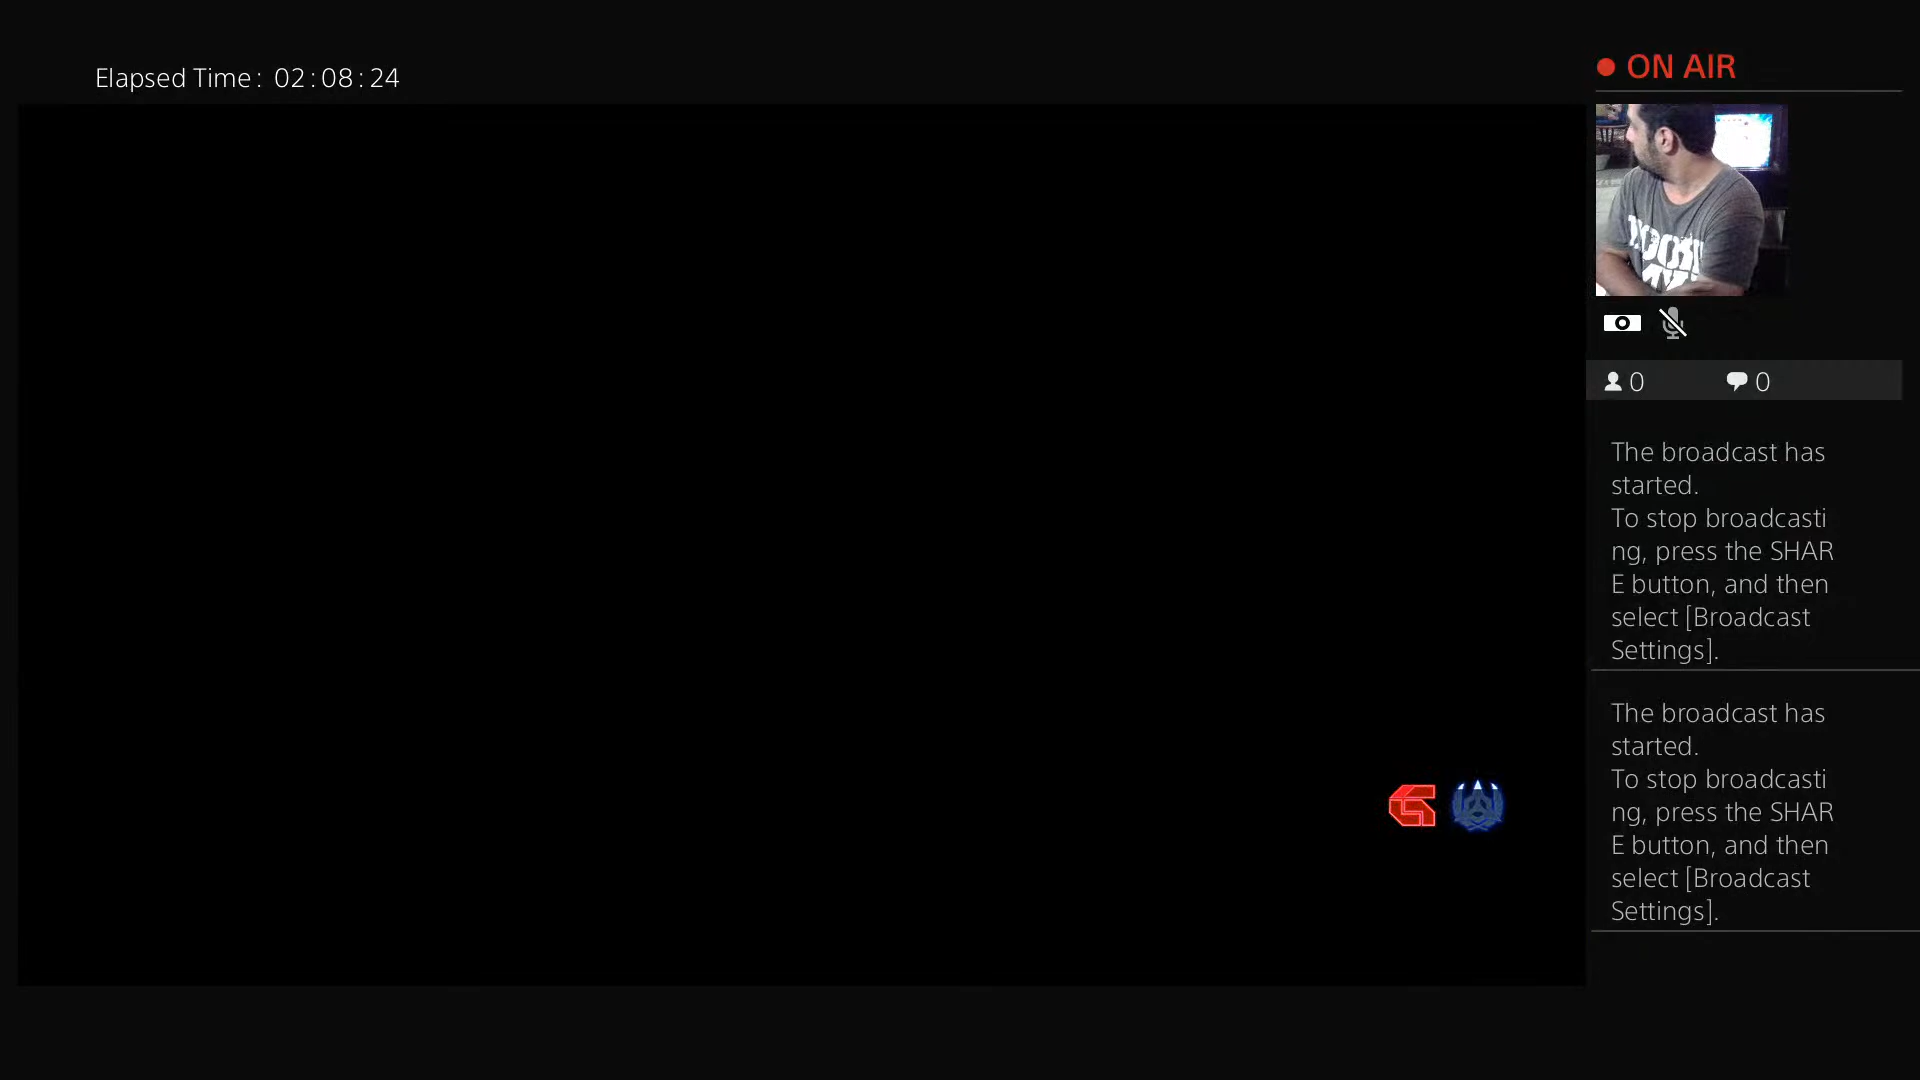 Elapsed Time: 02:08:24
ON AIR
0
0
The broadcast has
started.
To stop broadcasti
ng, press the SHAR
E button, and then
select [Broadcast
Settings].
The broadcast has
started.
To stop broadcasti
ng, press the SHAR
E button, and then
select [Broadcast
Settings].